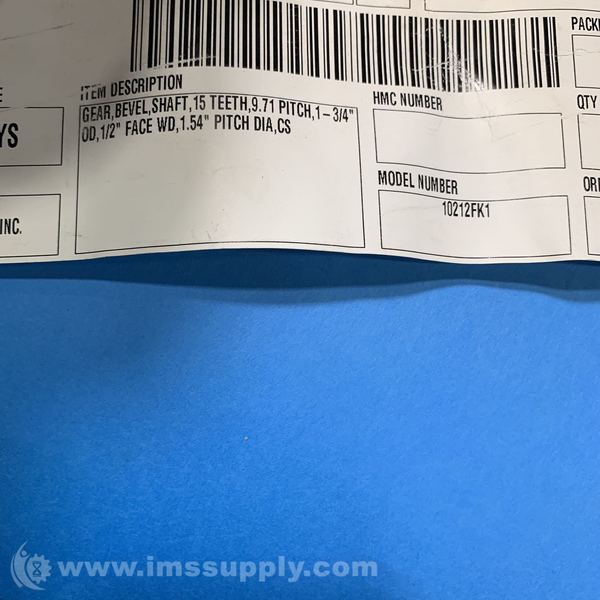 PACK
ITEM DESCRIPTION
GEAR,BEVEL,SHAFT,15 TEETH,9.71 PITCH,1-3/4"
OD,1/2" FACE WD,1.54" PITCH DIA,CS
HMC NUMBER
QTY
YS
MODEL NUMBER
10212FK1
ORI
INC.
www.imssupply.com